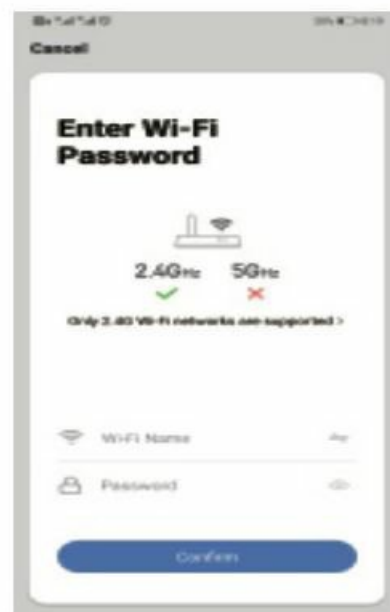 Cancel
Enter Wi-Fi
Password
2.4GHz 5GHz
Only 2.4G Wi-Fi networks are supported >
Wi-Fi Name
Password
Confirm